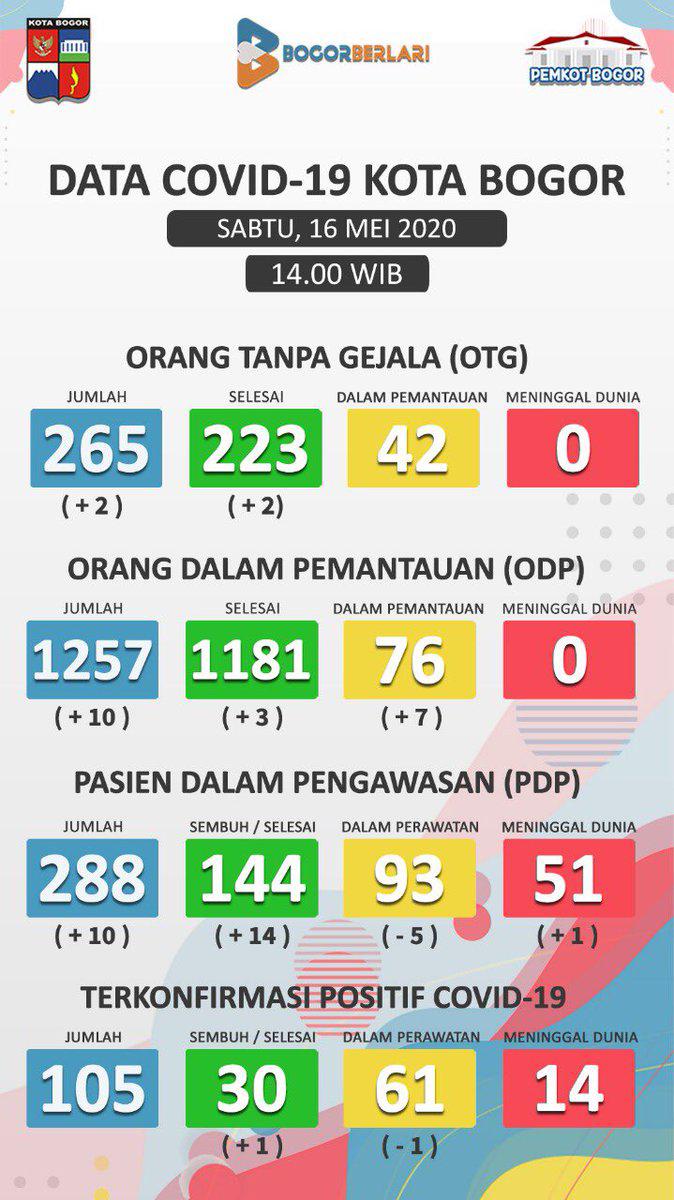 KOTA BOGOR
BOGORBERLARI
PEMKOT BOGOR
DATA COVID-19 KOTA BOGOR
SABTU, 16 MEI 2020
14.00 WIB
ORANG TANPA GEJALA (OTG)
JUMLAH SELESAI DALAM PEMANTAUAN MENINGGAL DUNIA
265 223 42 0
( + 2 ) ( + 2)
ORANG DALAM PEMANTAUAN (ODP)
JUMLAH SELESAI DALAM PEMANTAUAN MENINGGAL DUNIA
1257 1181 76 0
( + 10 ) ( + 3 ) ( + 7 )
PASIEN DALAM PENGAWASAN (PDP)
JUMLAH SEMBUH / SELESAI DALAM PERAWATAN MENINGGAL DUNIA
288 144 93 51
( + 10 ) ( + 14 ) ( - 5 ) ( + 1 )
TERKONFIRMASI POSITIF COVID-19
JUMLAH SEMBUH / SELESAI DALAM PERAWATAN MENINGGAL DUNIA
105 30 61 14
( + 1 ) ( - 1 )